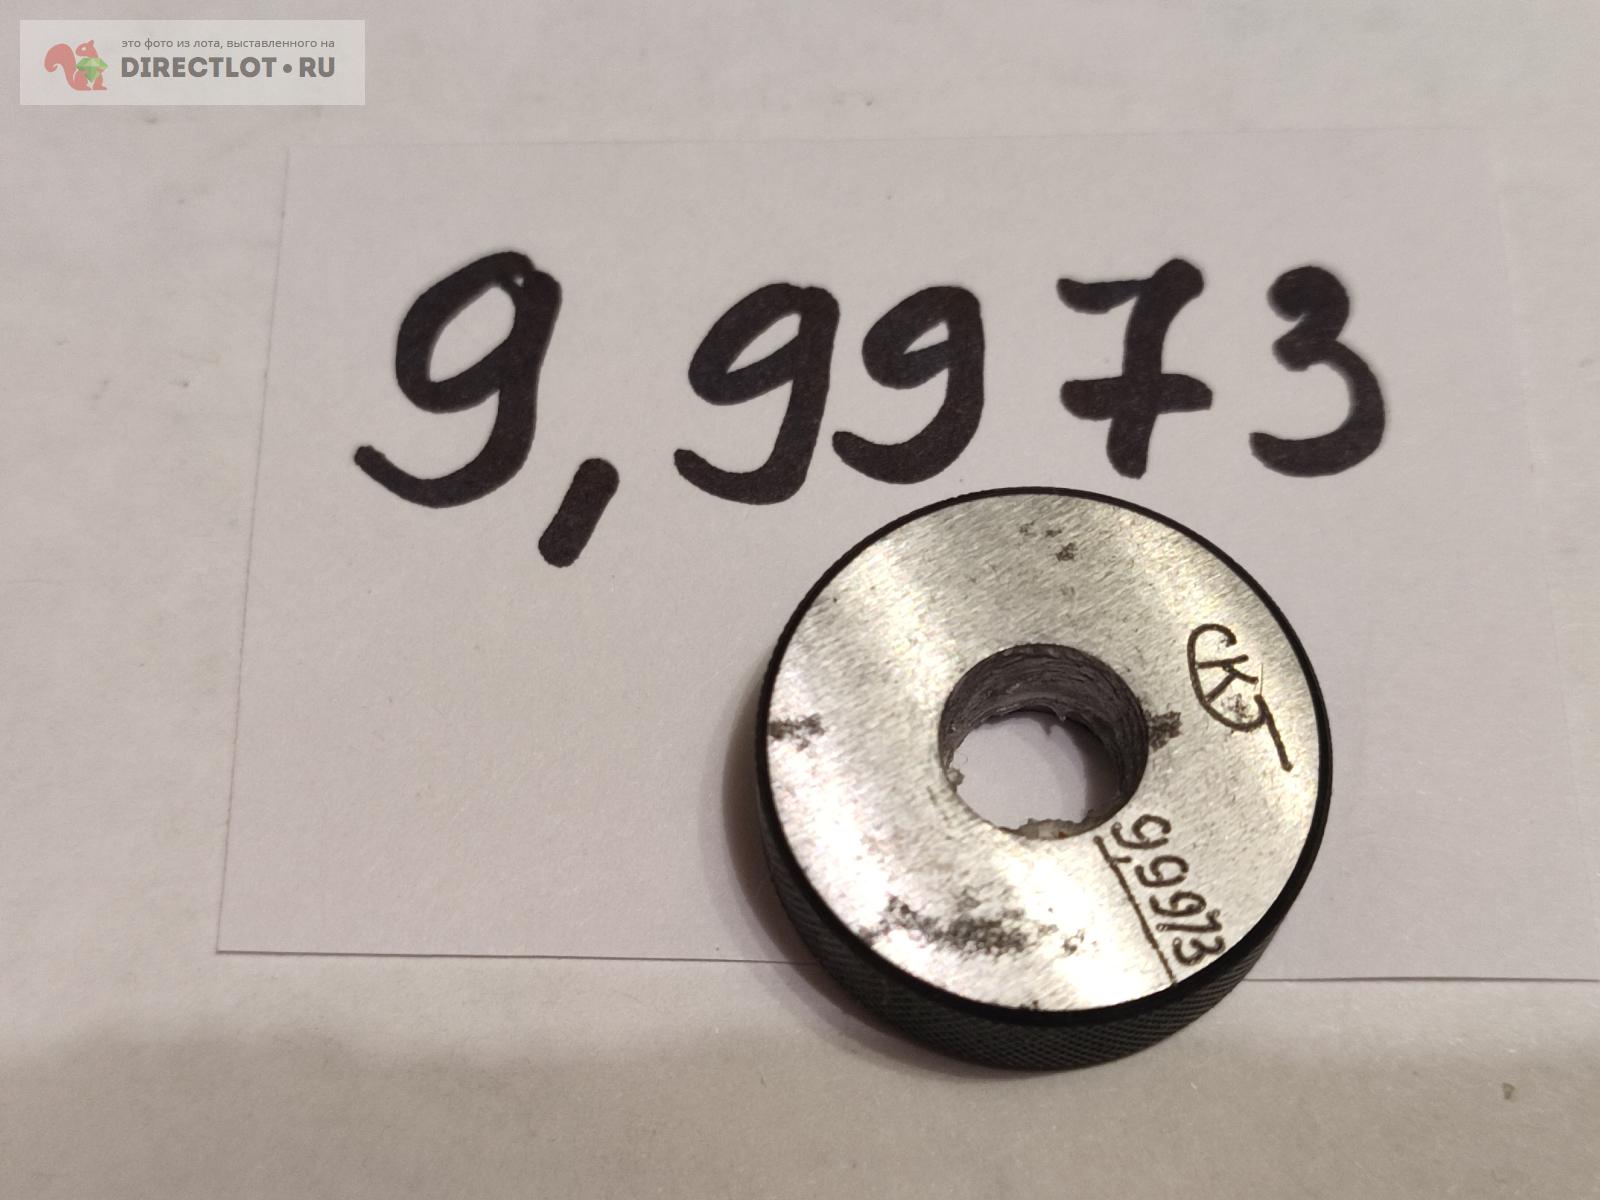 это фото из лота, выставленного на
DIRECTLOT•RU
9,9973
СКТ
9,9973